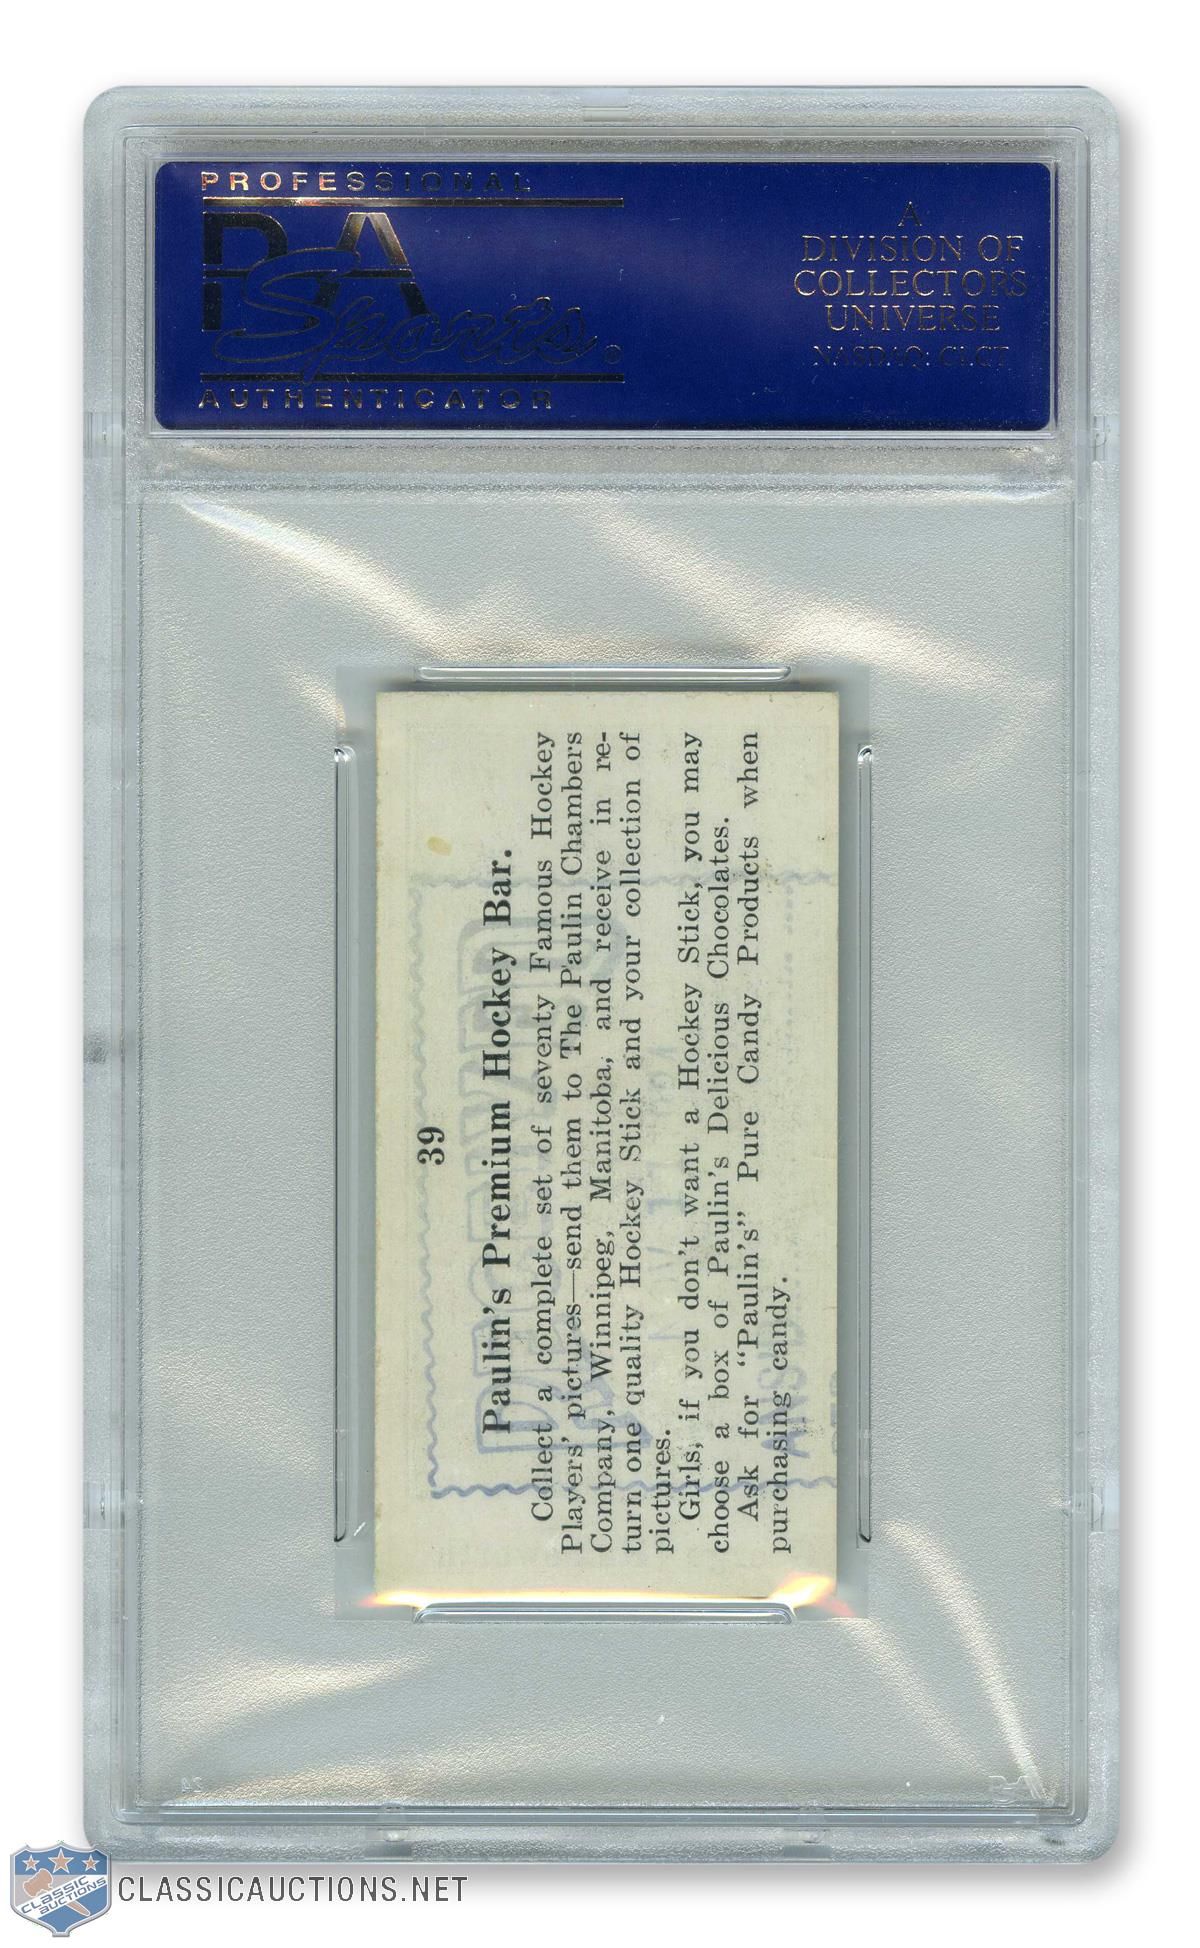 PROFESSIONAL
PSA
Sports®
AUTHENTICATOR
A
DIVISION OF
COLLECTORS
UNIVERSE
NASDAQ: CLCT
39
Paulin's Premium Hockey Bar.
Collect a complete set of seventy Famous Hockey
Players' pictures—send them to The Paulin Chambers
Company, Winnipeg, Manitoba, and receive in re-
turn one quality Hockey Stick and your collection of
pictures.
Girls, if you don't want a Hockey Stick, you may
choose a box of Paulin's Delicious Chocolates.
Ask for "Paulin's" Pure Candy Products when
purchasing candy.
CLASSIC
AUCTIONS
CLASSICAUCTIONS.NET